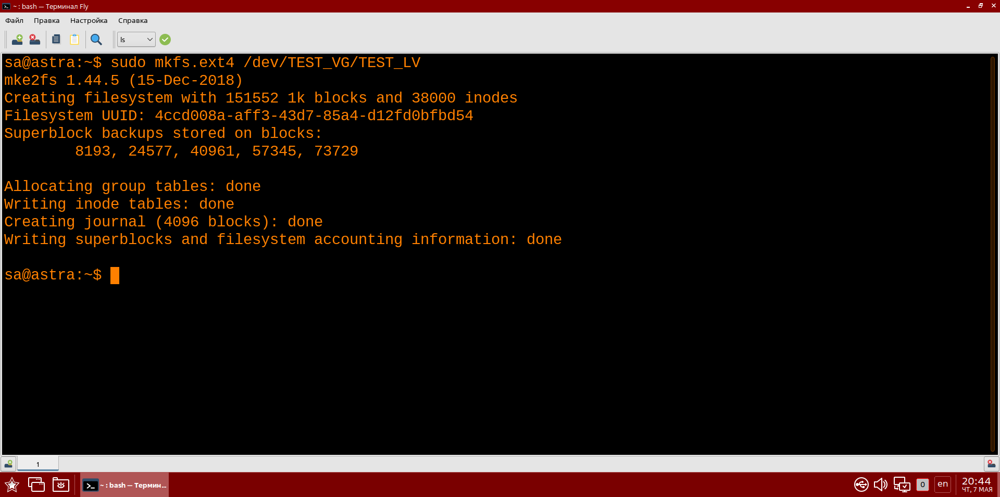 ~ : bash — Терминал Fly
Файл Правка Настройка Справка
ls
sa@astra:~$ sudo mkfs.ext4 /dev/TEST_VG/TEST_LV
mke2fs 1.44.5 (15-Dec-2018)
Creating filesystem with 151552 1k blocks and 38000 inodes
Filesystem UUID: 4ccd008a-aff3-43d7-85a4-d12fd0bfbd54
Superblock backups stored on blocks:
8193, 24577, 40961, 57345, 73729
Allocating group tables: done
Writing inode tables: done
Creating journal (4096 blocks): done
Writing superblocks and filesystem accounting information: done
sa@astra:~$
1
~ : bash — Термин...
0
en
20:44
ЧТ, 7 МАЯ